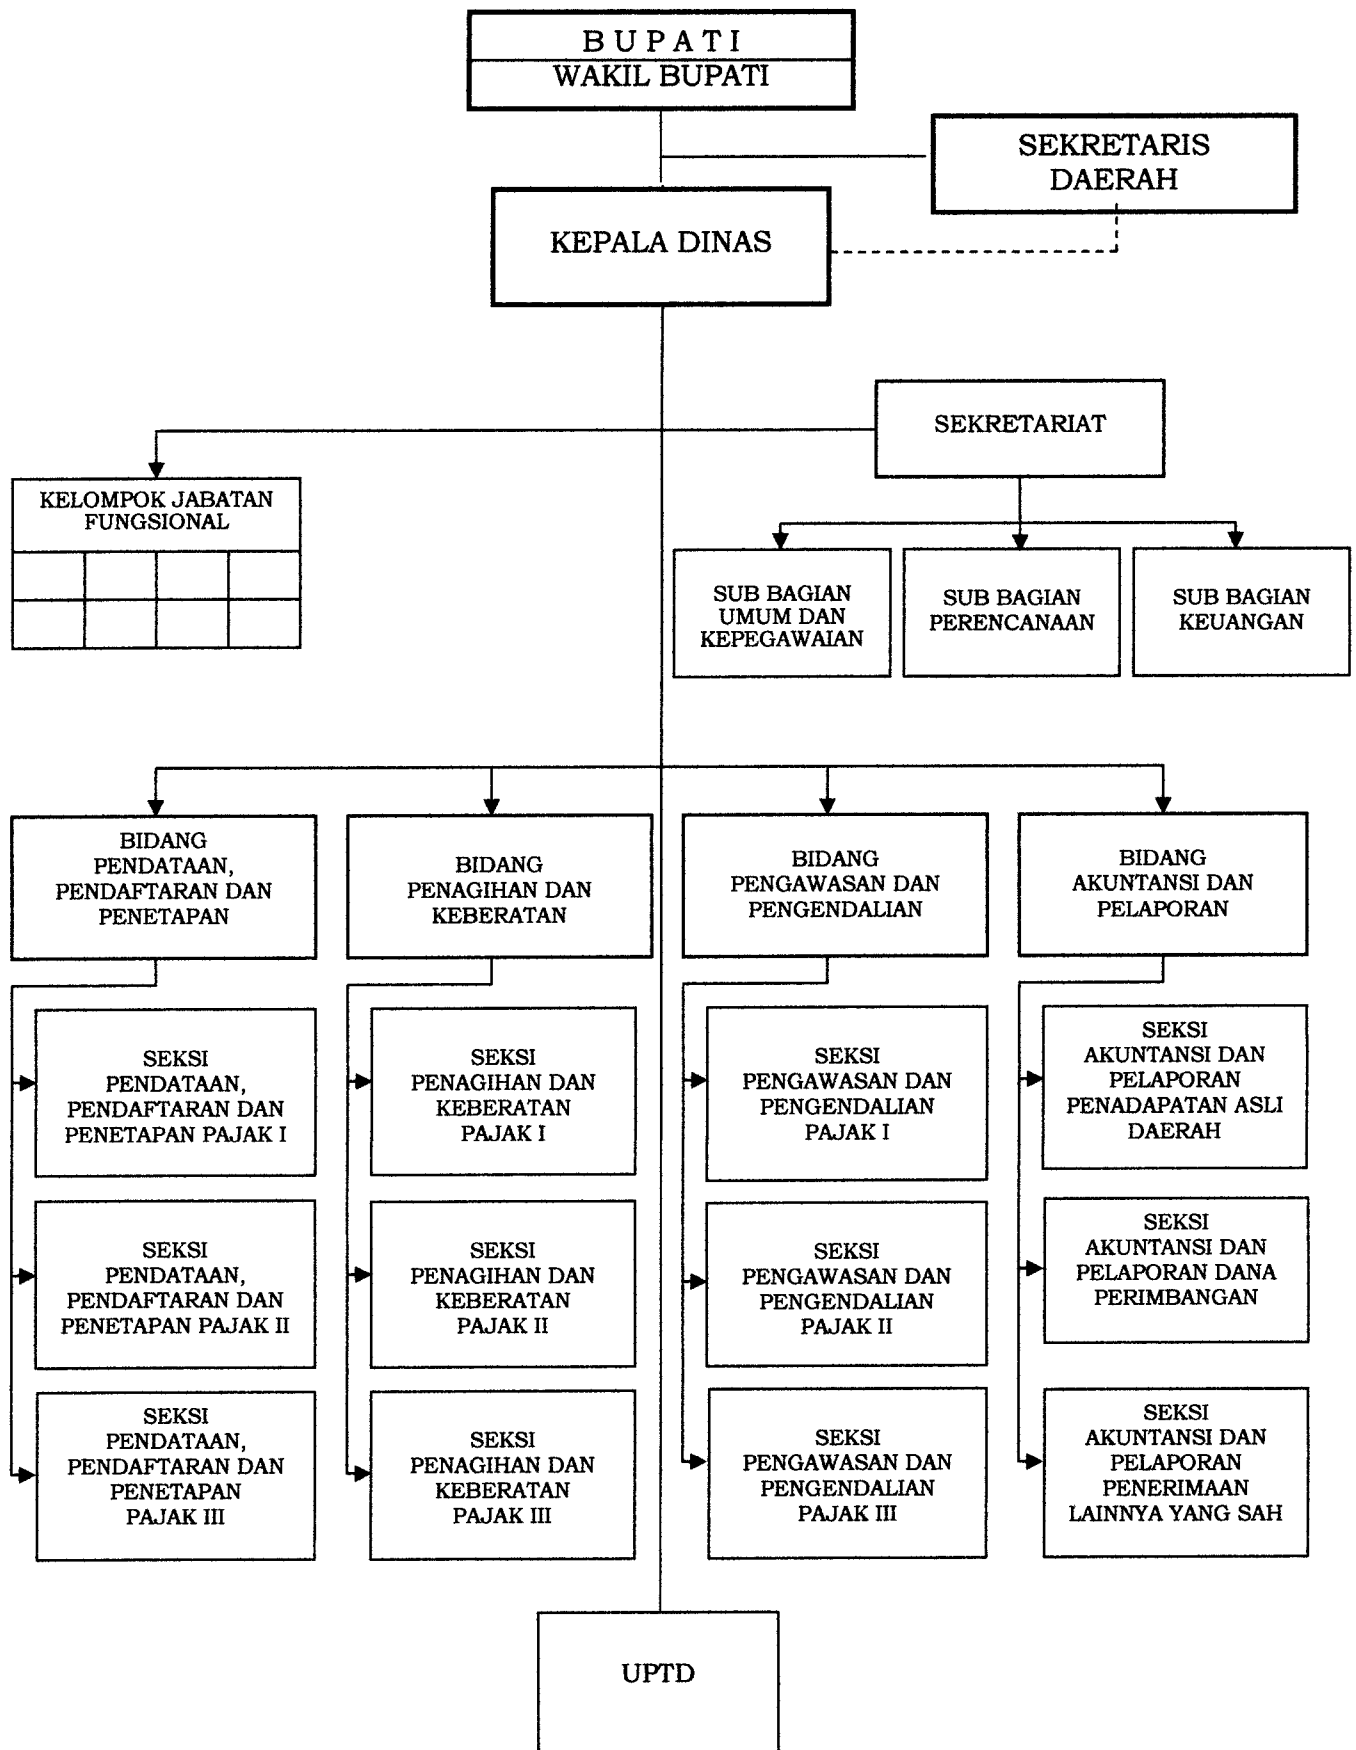 B U P A T I
WAKIL BUPATI
SEKRETARIS
DAERAH
KEPALA DINAS
SEKRETARIAT
KELOMPOK JABATAN
FUNGSIONAL
SUB BAGIAN
UMUM DAN
KEPEGAWAIAN
SUB BAGIAN
PERENCANAAN
SUB BAGIAN
KEUANGAN
BIDANG
PENDATAAN,
PENDAFTARAN DAN
PENETAPAN
BIDANG
PENAGIHAN DAN
KEBERATAN
BIDANG
PENGAWASAN DAN
PENGENDALIAN
BIDANG
AKUNTANSI DAN
PELAPORAN
SEKSI
PENDATAAN,
PENDAFTARAN DAN
PENETAPAN PAJAK I
SEKSI
PENAGIHAN DAN
KEBERATAN
PAJAK I
SEKSI
PENGAWASAN DAN
PENGENDALIAN
PAJAK I
SEKSI
AKUNTANSI DAN
PELAPORAN
PENADAPATAN ASLI
DAERAH
SEKSI
PENDATAAN,
PENDAFTARAN DAN
PENETAPAN PAJAK II
SEKSI
PENAGIHAN DAN
KEBERATAN
PAJAK II
SEKSI
PENGAWASAN DAN
PENGENDALIAN
PAJAK II
SEKSI
AKUNTANSI DAN
PELAPORAN DANA
PERIMBANGAN
SEKSI
PENDATAAN,
PENDAFTARAN DAN
PENETAPAN
PAJAK III
SEKSI
PENAGIHAN DAN
KEBERATAN
PAJAK III
SEKSI
PENGAWASAN DAN
PENGENDALIAN
PAJAK III
SEKSI
AKUNTANSI DAN
PELAPORAN
PENERIMAAN
LAINNYA YANG SAH
UPTD